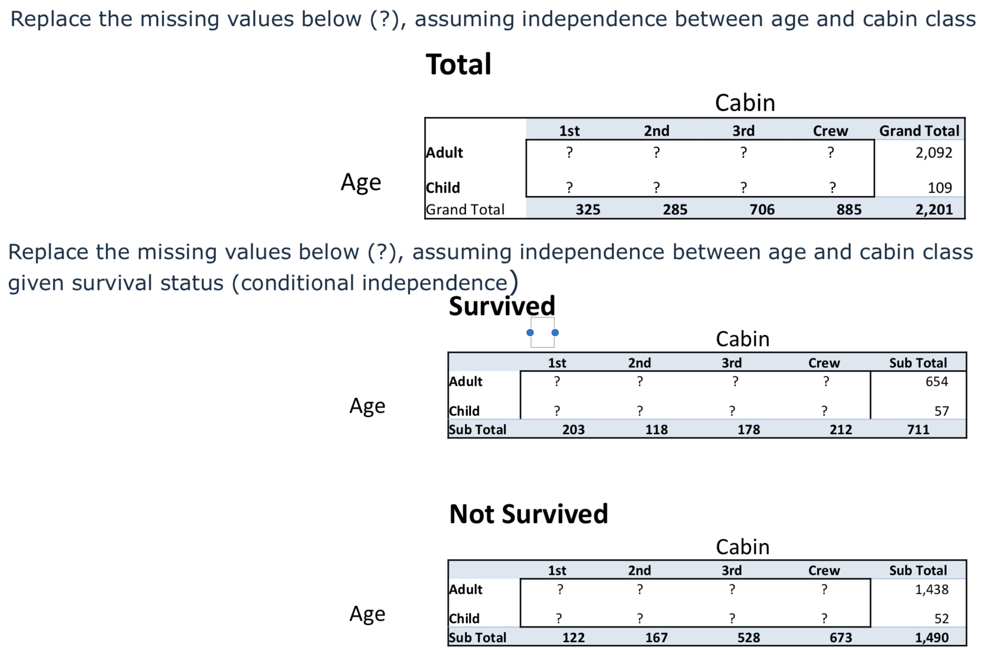 Replace the missing values below (?), assuming independence between age and cabin class
Total
Cabin
1st 2nd 3rd Crew Grand Total
Adult ? ? ? ? 2,092
Age
Child ? ? ? ? 109
Grand Total 325 285 706 885 2,201
Replace the missing values below (?), assuming independence between age and cabin class
given survival status (conditional independence)
Survived
Cabin
1st 2nd 3rd Crew Sub Total
Adult ? ? ? ? 654
Age
Child ? ? ? ? 57
Sub Total 203 118 178 212 711
Not Survived
Cabin
1st 2nd 3rd Crew Sub Total
Adult ? ? ? ? 1,438
Age
Child ? ? ? ? 52
Sub Total 122 167 528 673 1,490